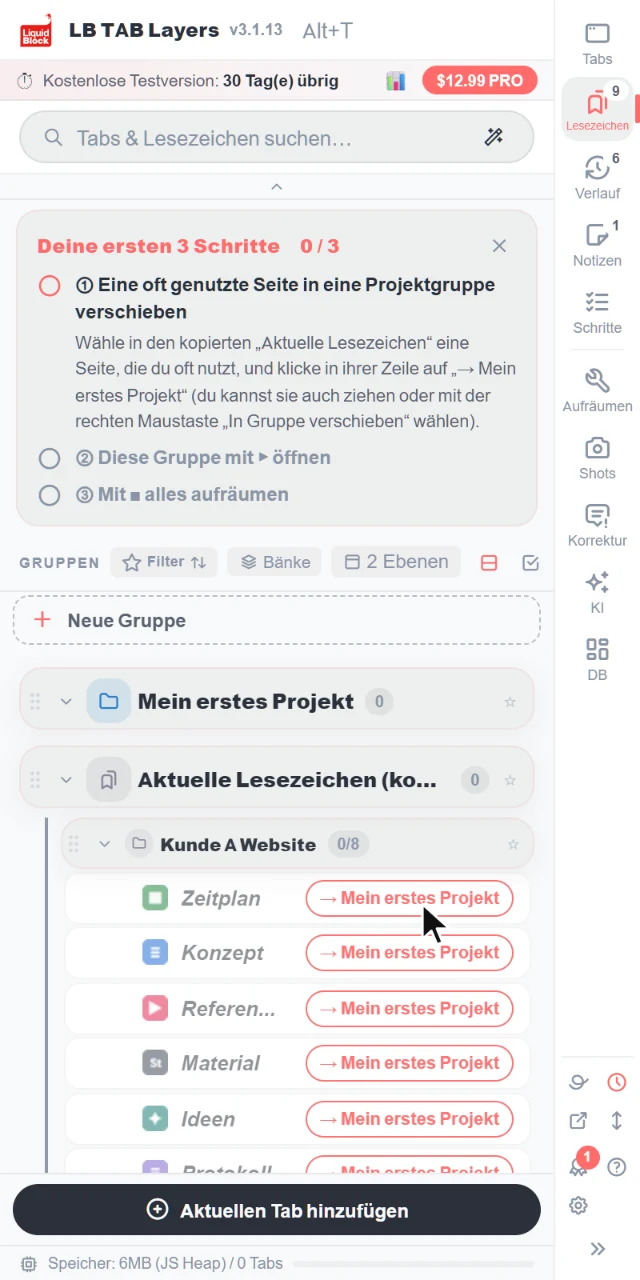 Liquid
Block
LB TAB Layers v3.1.13 Alt+T
Kostenlose Testversion: 30 Tag(e) übrig
$12.99 PRO
Tabs & Lesezeichen suchen…
Deine ersten 3 Schritte 0 / 3
① Eine oft genutzte Seite in eine Projektgruppe
verschieben
Wähle in den kopierten „Aktuelle Lesezeichen“ eine
Seite, die du oft nutzt, und klicke in ihrer Zeile auf „→ Mein
erstes Projekt“ (du kannst sie auch ziehen oder mit der
rechten Maustaste „In Gruppe verschieben“ wählen).
② Diese Gruppe mit ▶ öffnen
③ Mit ■ alles aufräumen
GRUPPEN Filter Bänke 2 Ebenen
+ Neue Gruppe
Mein erstes Projekt 0
Aktuelle Lesezeichen (ko... 0
Kunde A Website 0/8
Zeitplan → Mein erstes Projekt
Konzept → Mein erstes Projekt
Referen... → Mein erstes Projekt
St Material → Mein erstes Projekt
Ideen → Mein erstes Projekt
Protokoll → Mein erstes Projekt
Aktuellen Tab hinzufügen
Speicher: 6MB (JS Heap) / 0 Tabs
Tabs
9
Lesezeichen
6
Verlauf
1
Notizen
Schritte
Aufräumen
Shots
Korrektur
KI
DB
1